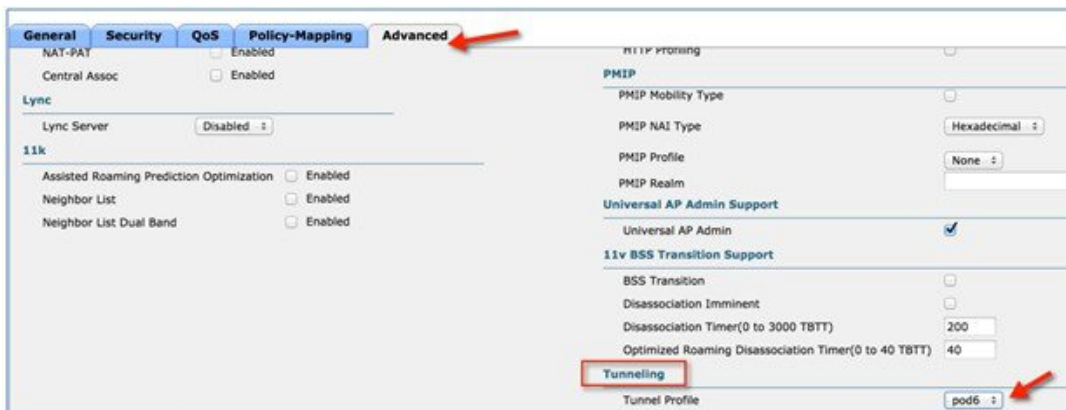 General Security QoS Policy-Mapping Advanced
NAT-PAT Enabled
Central Assoc Enabled
Lync
Lync Server Disabled
11k
Assisted Roaming Prediction Optimization Enabled
Neighbor List Enabled
Neighbor List Dual Band Enabled
HTTP Profiling
PMIP
PMIP Mobility Type
PMIP NAI Type Hexadecimal
PMIP Profile None
PMIP Realm
Universal AP Admin Support
Universal AP Admin
11v BSS Transition Support
BSS Transition
Disassociation Imminent
Disassociation Timer(0 to 3000 TBTT) 200
Optimized Roaming Disassociation Timer(0 to 40 TBTT) 40
Tunneling
Tunnel Profile pod6